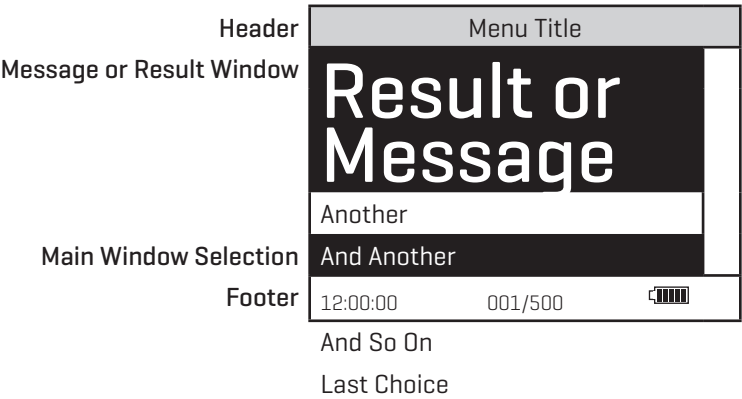 Header Menu Title
Message or Result Window
Result or
Message
Another
Main Window Selection And Another
Footer 12:00:00 001/500
And So On
Last Choice